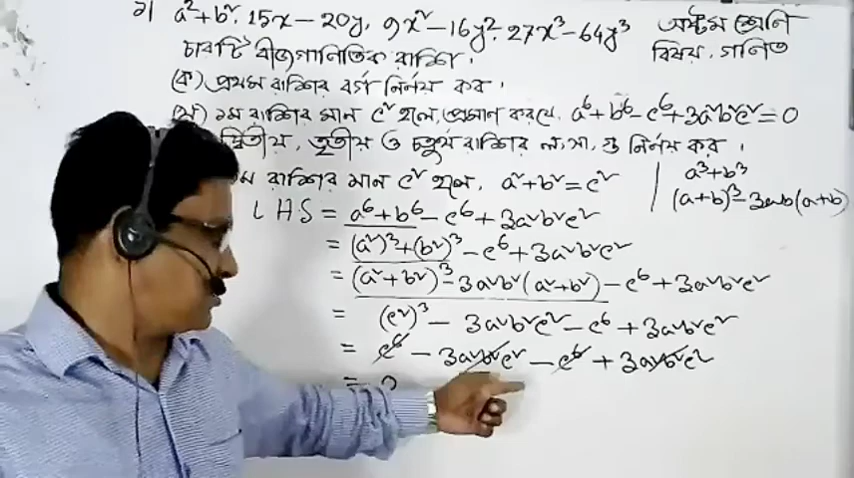 ১। a²+b², 15x – 20y, 9x² – 16y², 27x³ – 64y³
অষ্টম শ্রেণি
বিষয়, গণিত
চারটি বীজগাণিতিক রাশি।
(ক) প্রথম রাশির বর্গ নির্ণয় কর।
(খ) ১ম রাশির মান c² হলে, প্রমাণ কর যে, a⁶+b⁶–c⁶+3a²b²c²=0
দ্বিতীয়, তৃতীয় ও চতুর্থ রাশির ল,সা,গু নির্ণয় কর।
ম রাশির মান c² হলে, a²+b²=c²
a³+b³
(a+b)³–3ab(a+b)
L H S = a⁶+b⁶–c⁶+3a²b²c²
= (a²)³+(b²)³–c⁶+3a²b²c²
= (a²+b²)³–3a²b²(a²+b²)–c⁶+3a²b²c²
= (c²)³–3a²b²c²–c⁶+3a²b²c²
= c⁶–3a²b²c²–c⁶+3a²b²c²
=